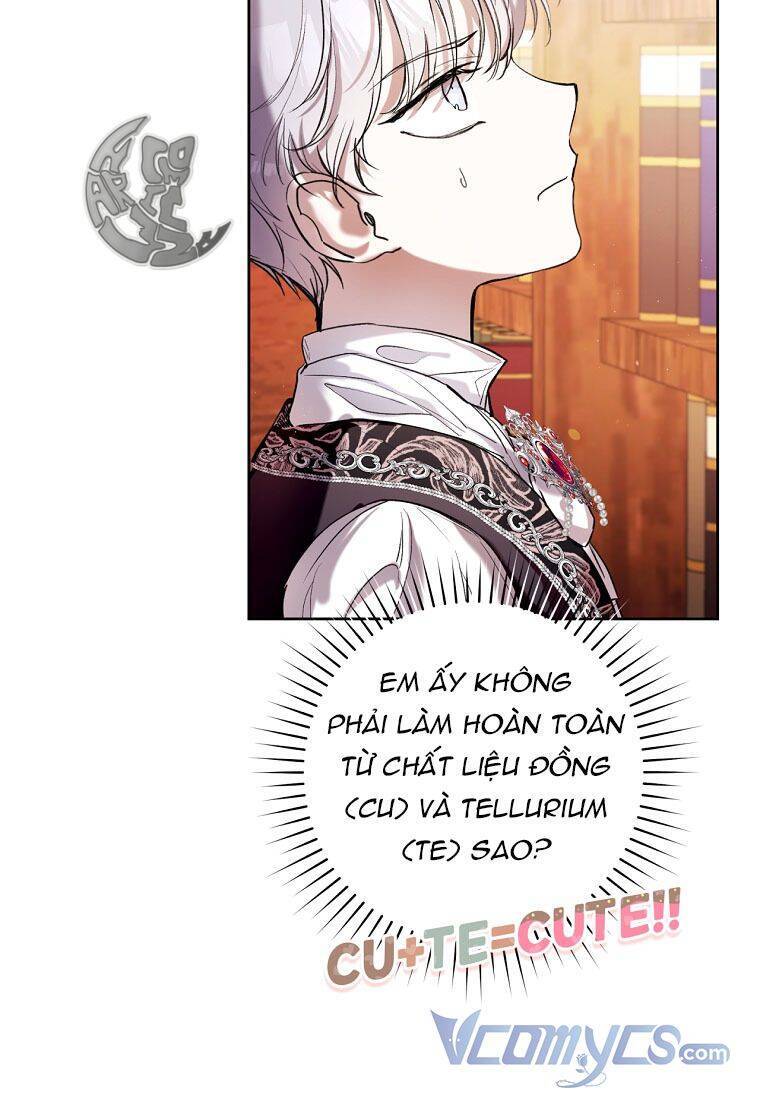 EM ẤY KHÔNG
PHẢI LÀM HOÀN TOÀN
TỪ CHẤT LIỆU ĐỒNG
(CU) VÀ TELLURIUM
(TE) SAO?
CU+TE=CUTE!!
VCOMYCS.com